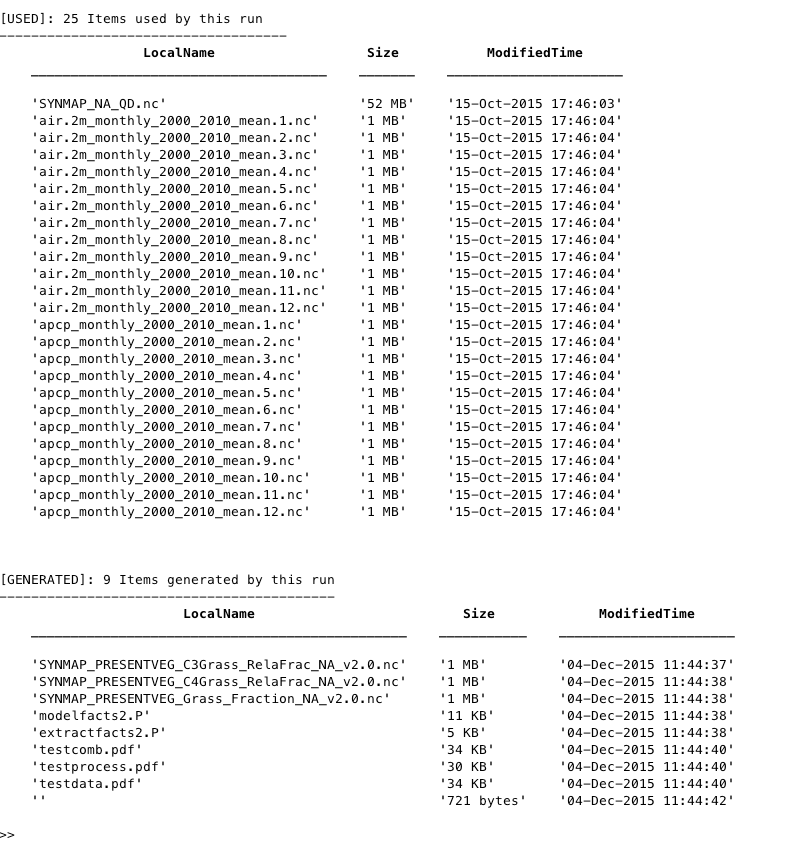 [USED]: 25 Items used by this run
LocalName Size ModifiedTime
'SYNMAP_NA_QD.nc' '52 MB' '15-Oct-2015 17:46:03'
'air.2m_monthly_2000_2010_mean.1.nc' '1 MB' '15-Oct-2015 17:46:04'
'air.2m_monthly_2000_2010_mean.2.nc' '1 MB' '15-Oct-2015 17:46:04'
'air.2m_monthly_2000_2010_mean.3.nc' '1 MB' '15-Oct-2015 17:46:04'
'air.2m_monthly_2000_2010_mean.4.nc' '1 MB' '15-Oct-2015 17:46:04'
'air.2m_monthly_2000_2010_mean.5.nc' '1 MB' '15-Oct-2015 17:46:04'
'air.2m_monthly_2000_2010_mean.6.nc' '1 MB' '15-Oct-2015 17:46:04'
'air.2m_monthly_2000_2010_mean.7.nc' '1 MB' '15-Oct-2015 17:46:04'
'air.2m_monthly_2000_2010_mean.8.nc' '1 MB' '15-Oct-2015 17:46:04'
'air.2m_monthly_2000_2010_mean.9.nc' '1 MB' '15-Oct-2015 17:46:04'
'air.2m_monthly_2000_2010_mean.10.nc' '1 MB' '15-Oct-2015 17:46:04'
'air.2m_monthly_2000_2010_mean.11.nc' '1 MB' '15-Oct-2015 17:46:04'
'air.2m_monthly_2000_2010_mean.12.nc' '1 MB' '15-Oct-2015 17:46:04'
'apcp_monthly_2000_2010_mean.1.nc' '1 MB' '15-Oct-2015 17:46:04'
'apcp_monthly_2000_2010_mean.2.nc' '1 MB' '15-Oct-2015 17:46:04'
'apcp_monthly_2000_2010_mean.3.nc' '1 MB' '15-Oct-2015 17:46:04'
'apcp_monthly_2000_2010_mean.4.nc' '1 MB' '15-Oct-2015 17:46:04'
'apcp_monthly_2000_2010_mean.5.nc' '1 MB' '15-Oct-2015 17:46:04'
'apcp_monthly_2000_2010_mean.6.nc' '1 MB' '15-Oct-2015 17:46:04'
'apcp_monthly_2000_2010_mean.7.nc' '1 MB' '15-Oct-2015 17:46:04'
'apcp_monthly_2000_2010_mean.8.nc' '1 MB' '15-Oct-2015 17:46:04'
'apcp_monthly_2000_2010_mean.9.nc' '1 MB' '15-Oct-2015 17:46:04'
'apcp_monthly_2000_2010_mean.10.nc' '1 MB' '15-Oct-2015 17:46:04'
'apcp_monthly_2000_2010_mean.11.nc' '1 MB' '15-Oct-2015 17:46:04'
'apcp_monthly_2000_2010_mean.12.nc' '1 MB' '15-Oct-2015 17:46:04'
[GENERATED]: 9 Items generated by this run
LocalName Size ModifiedTime
'SYNMAP_PRESENTVEG_C3Grass_RelaFrac_NA_v2.0.nc' '1 MB' '04-Dec-2015 11:44:37'
'SYNMAP_PRESENTVEG_C4Grass_RelaFrac_NA_v2.0.nc' '1 MB' '04-Dec-2015 11:44:38'
'SYNMAP_PRESENTVEG_Grass_Fraction_NA_v2.0.nc' '1 MB' '04-Dec-2015 11:44:38'
'modelfacts2.P' '11 KB' '04-Dec-2015 11:44:38'
'extractfacts2.P' '5 KB' '04-Dec-2015 11:44:38'
'testcomb.pdf' '34 KB' '04-Dec-2015 11:44:40'
'testprocess.pdf' '30 KB' '04-Dec-2015 11:44:40'
'testdata.pdf' '34 KB' '04-Dec-2015 11:44:40'
'' '721 bytes' '04-Dec-2015 11:44:42'
>>